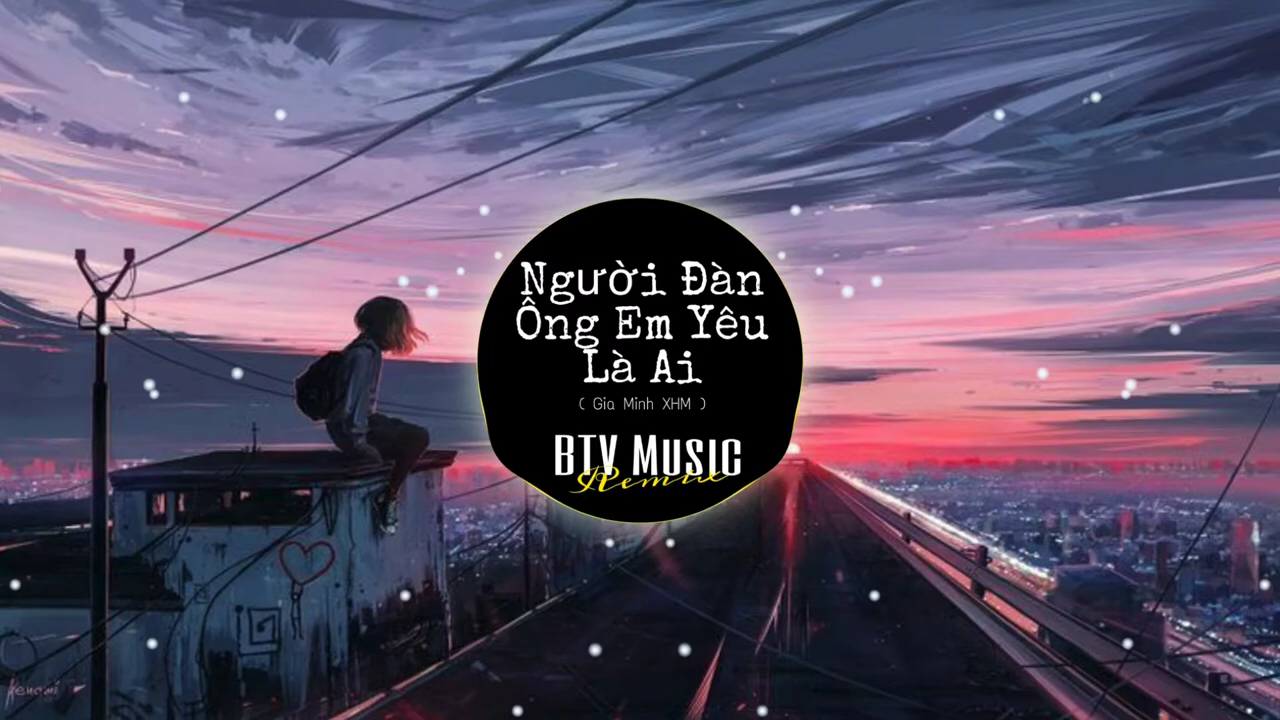 Người Đàn
Ông Em Yêu
Là Ai
( Gia Minh XHM )
BTV MUSIC
Remix